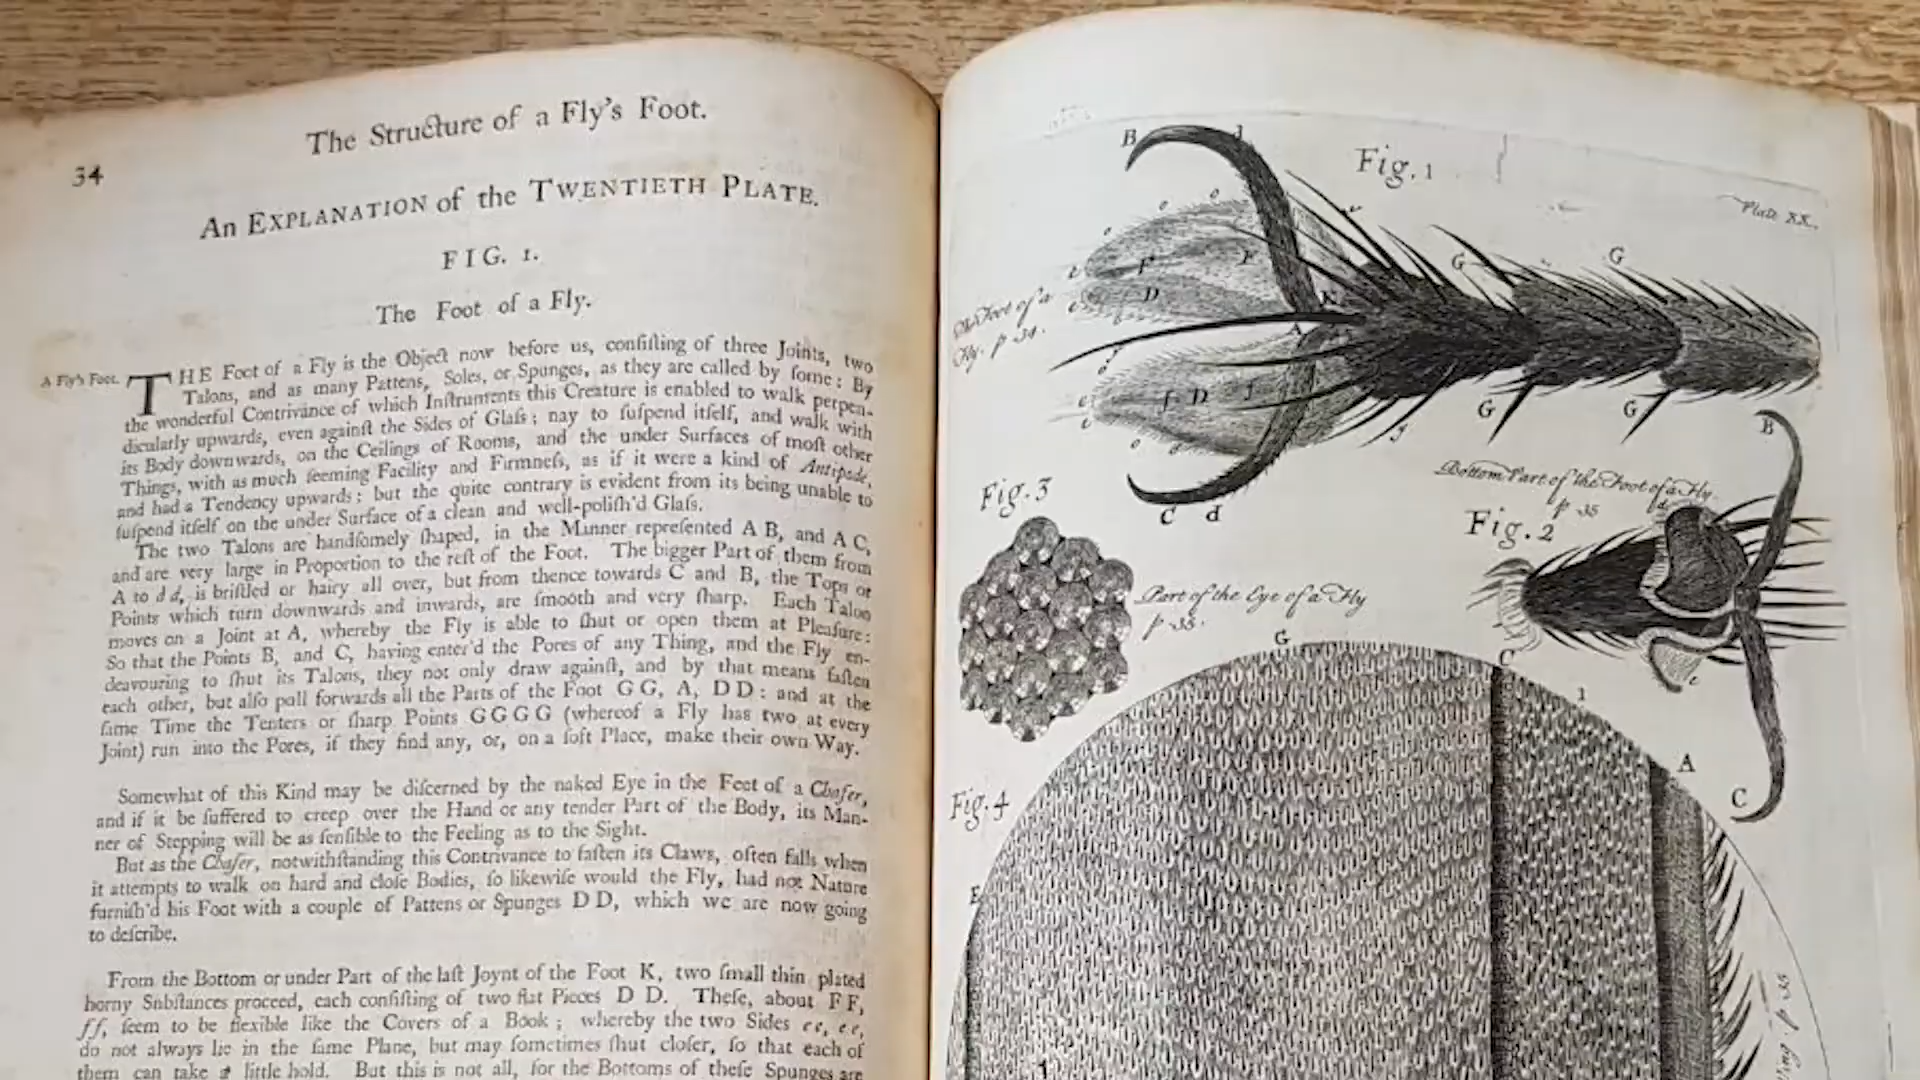 34
The Structure of a Fly's Foot.
An EXPLANATION of the TWENTIETH PLATE.
FIG. 1.
The Foot of a Fly.
A Fly's Foot.
THE Foot of a Fly is the Object now before us, conſiſting of three Joints, two
Talons, and as many Pattens, Soles, or Spunges, as they are called by ſome: By
the wonderful Contrivance of which Inſtruments this Creature is enabled to walk perpen-
dicularly upwards, even againſt the Sides of Glaſs; nay to ſuſpend itſelf, and walk with
its Body downwards, on the Ceilings of Rooms, and the under Surfaces of moſt other
Things, with as much ſeeming Facility and Firmneſs, as if it were a kind of Antipode,
and had a Tendency upwards; but the quite contrary is evident from its being unable to
ſuſpend itſelf on the under Surface of a clean and well-poliſh'd Glaſs.
The two Talons are handſomely ſhaped, in the Manner repreſented A B, and A C,
and are very large in Proportion to the reſt of the Foot. The bigger Part of them from
A to d d, is briſtled or hairy all over, but from thence towards C and B, the Tops or
Points which turn downwards and inwards, are ſmooth and very ſharp. Each Talon
moves on a Joint at A, whereby the Fly is able to ſhut or open them at Pleaſure:
So that the Points B, and C, having enter'd the Pores of any Thing, and the Fly en-
deavouring to ſhut its Talons, they not only draw againſt, and by that means faſten
each other, but alſo pull forwards all the Parts of the Foot G G, A, D D: and at the
ſame Time the Tenters or ſharp Points G G G G (whereof a Fly has two at every
Joint) run into the Pores, if they find any, or, on a ſoft Place, make their own Way.
Somewhat of this Kind may be diſcerned by the naked Eye in the Feet of a Chafer,
and if it be ſuffered to creep over the Hand or any tender Part of the Body, its Man-
ner of Stepping will be as ſenſible to the Feeling as to the Sight.
But as the Chafer, notwithſtanding this Contrivance to faſten its Claws, often falls when
it attempts to walk on hard and cloſe Bodies, ſo likewiſe would the Fly, had not Nature
furniſh'd his Foot with a couple of Pattens or Spunges D D, which we are now going
to deſcribe.
From the Bottom or under Part of the laſt Joynt of the Foot K, two ſmall thin plated
horny Subſtances proceed, each conſiſting of two flat Pieces D D. Theſe, about F F,
ff, ſeem to be flexible like the Covers of a Book; whereby the two Sides ee, ee,
do not always lie in the ſame Plane, but may ſometimes ſhut cloſer, ſo that each of
them can take a little hold. But this is not all, for the Bottoms of theſe Spunges are
Plate XX.
Fig. 1
B
F
F
D
K
A
G
G
The Foot of a
Fly. p 34.
f
D
G
G
C
d
Fig. 3
Part of the Eye of a Fly
p 35.
Bottom Part of the Foot of a Fly
p 35
Fig. 2
B
C
Fig. 4
G
C
1
A
E
p 35